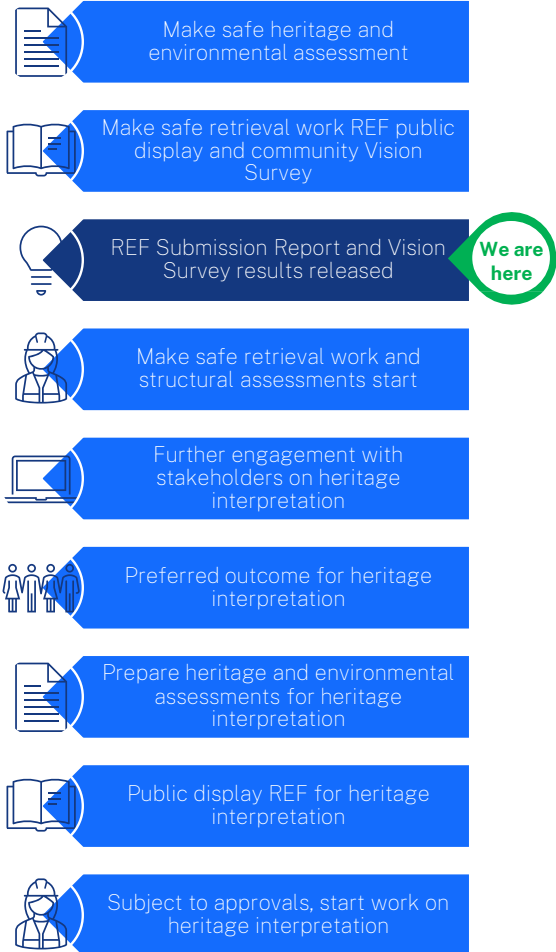 Make safe heritage and
environmental assessment
Make safe retrieval work REF public
display and community Vision
Survey
REF Submission Report and Vision
Survey results released
We are
here
Make safe retrieval work and
structural assessments start
Further engagement with
stakeholders on heritage
interpretation
Preferred outcome for heritage
interpretation
Prepare heritage and environmental
assessments for heritage
interpretation
Public display REF for heritage
interpretation
Subject to approvals, start work on
heritage interpretation